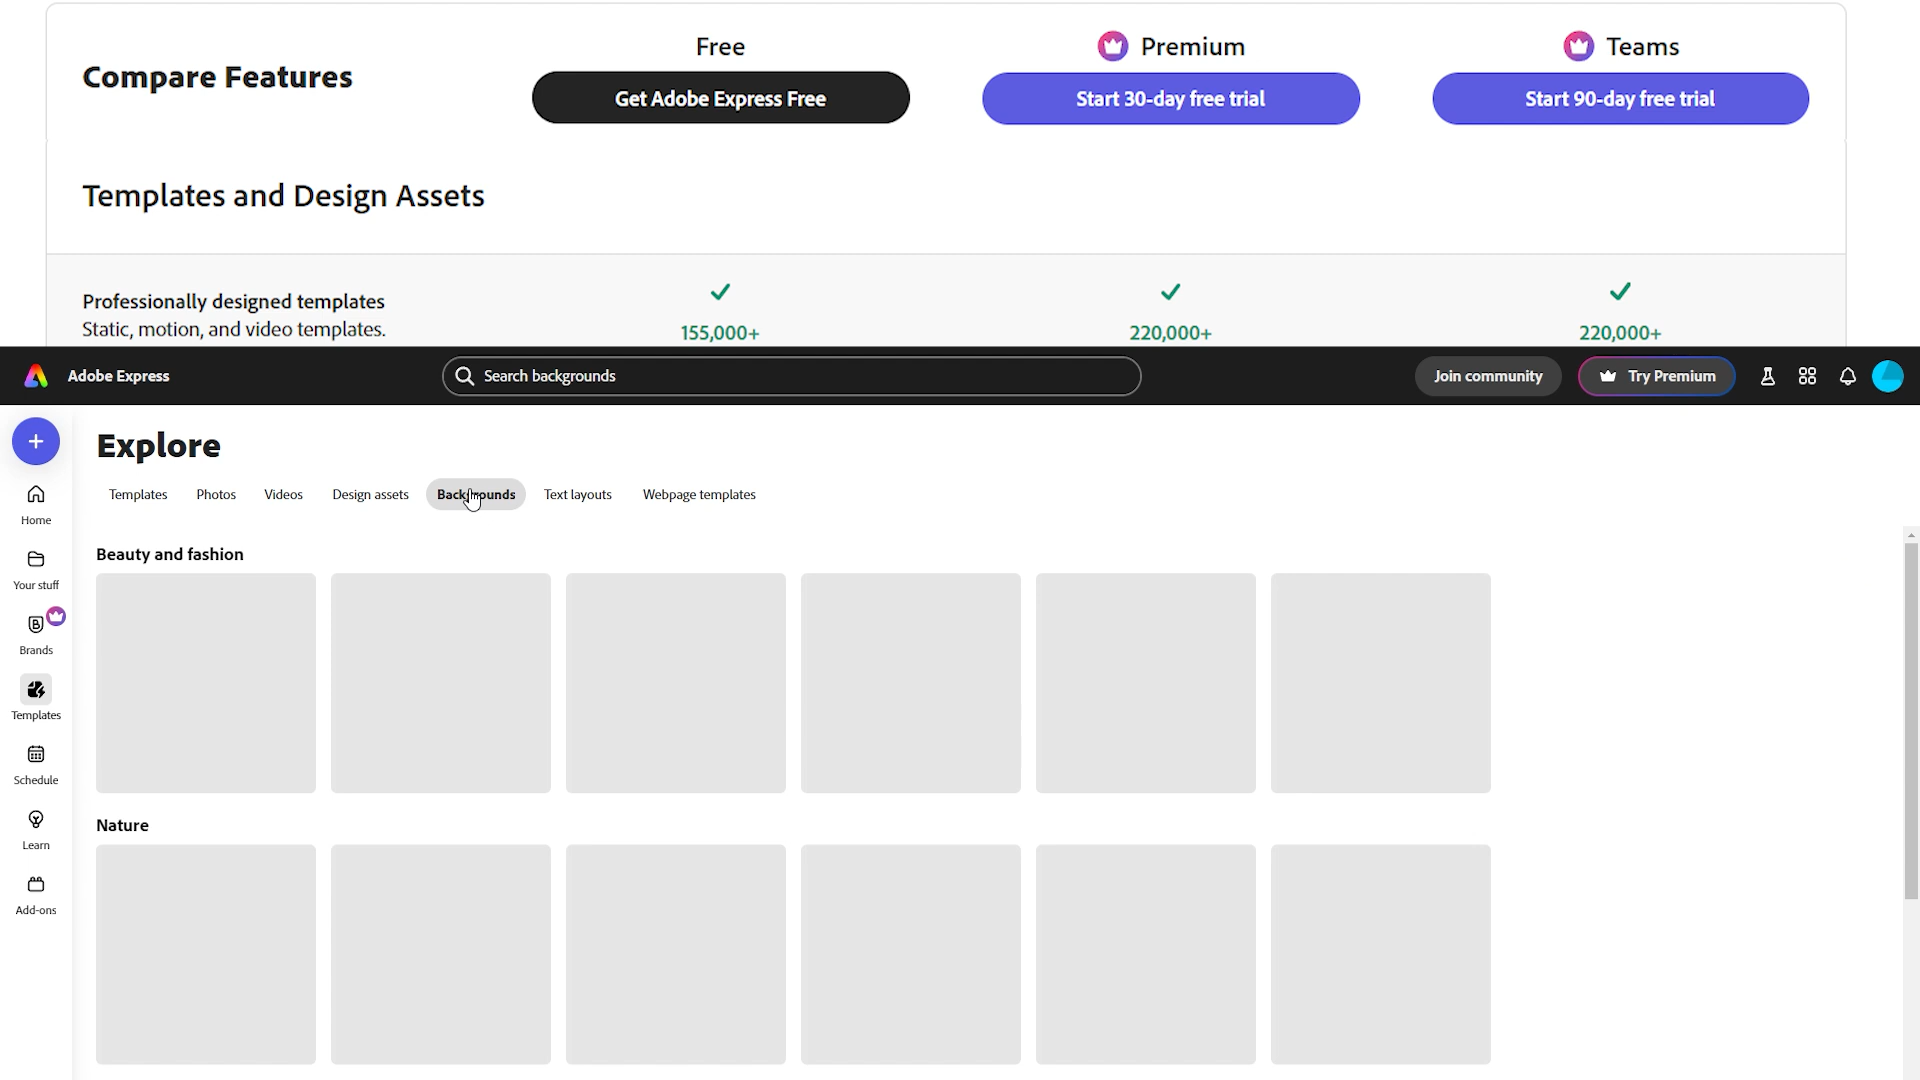 Free
Premium
Teams
Compare Features
Get Adobe Express Free
Start 30-day free trial
Start 90-day free trial
Templates and Design Assets
Professionally designed templates
Static, motion, and video templates.
155,000+
220,000+
220,000+
Adobe Express
Search backgrounds
Join community
Try Premium
Explore
Templates
Photos
Videos
Design assets
Backgrounds
Text layouts
Webpage templates
Home
Your stuff
Brands
Templates
Schedule
Learn
Add-ons
Beauty and fashion
Nature